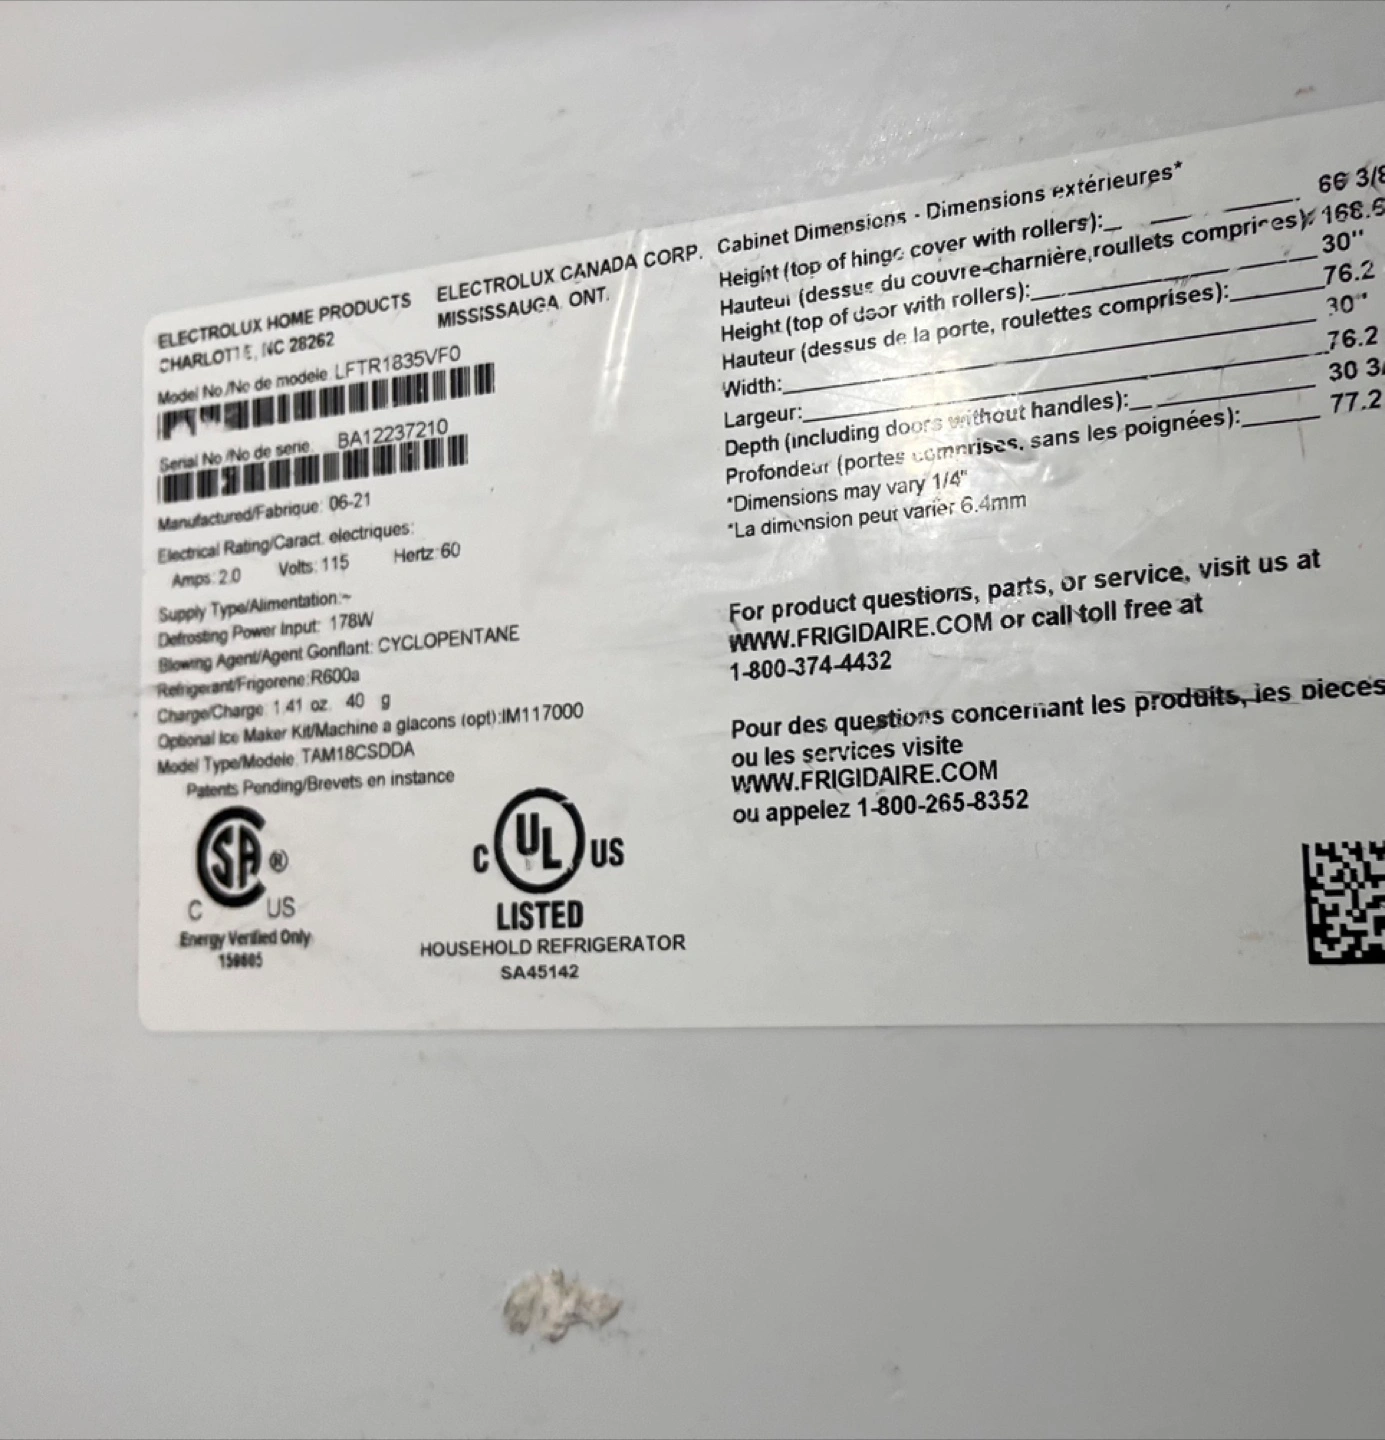 ELECTROLUX HOME PRODUCTS
CHARLOTTE, NC 28262
ELECTROLUX CANADA CORP.
MISSISSAUGA, ONT.
Model No./No de modele. LFTR1835VF0
Serial No./No de serie. BA12237210
Manufactured/Fabrique: 06-21
Electrical Rating/Caract. electriques:
Amps: 2.0 Volts: 115 Hertz: 60
Supply Type/Alimentation:~
Defrosting Power Input: 178W
Blowing Agent/Agent Gonflant: CYCLOPENTANE
Refrigerant/Frigorene:R600a
Charge/Charge: 1.41 oz. 40 g
Optional Ice Maker Kit/Machine a glacons (opt):IM117000
Model Type/Modele: TAM18CSDDA
Patents Pending/Brevets en instance
SA®
C US
Energy Verified Only
C UL US
LISTED
HOUSEHOLD REFRIGERATOR
SA45142
Cabinet Dimensions - Dimensions extérieures*
Height (top of hinge cover with rollers): 66 3/8
Hauteur (dessus du couvre-charnière,roullets comprises): 168.6
Height (top of door with rollers): 30"
Hauteur (dessus de la porte, roulettes comprises): 76.2
Width: 30"
Largeur: 76.2
Depth (including doors without handles): 30 3/
Profondeur (portes comprises, sans les poignées): 77.2
*Dimensions may vary 1/4"
*La dimension peut varier 6.4mm
For product questions, parts, or service, visit us at
WWW.FRIGIDAIRE.COM or call toll free at
1-800-374-4432
Pour des questions concernant les produits, les pieces
ou les services visite
WWW.FRIGIDAIRE.COM
ou appelez 1-800-265-8352